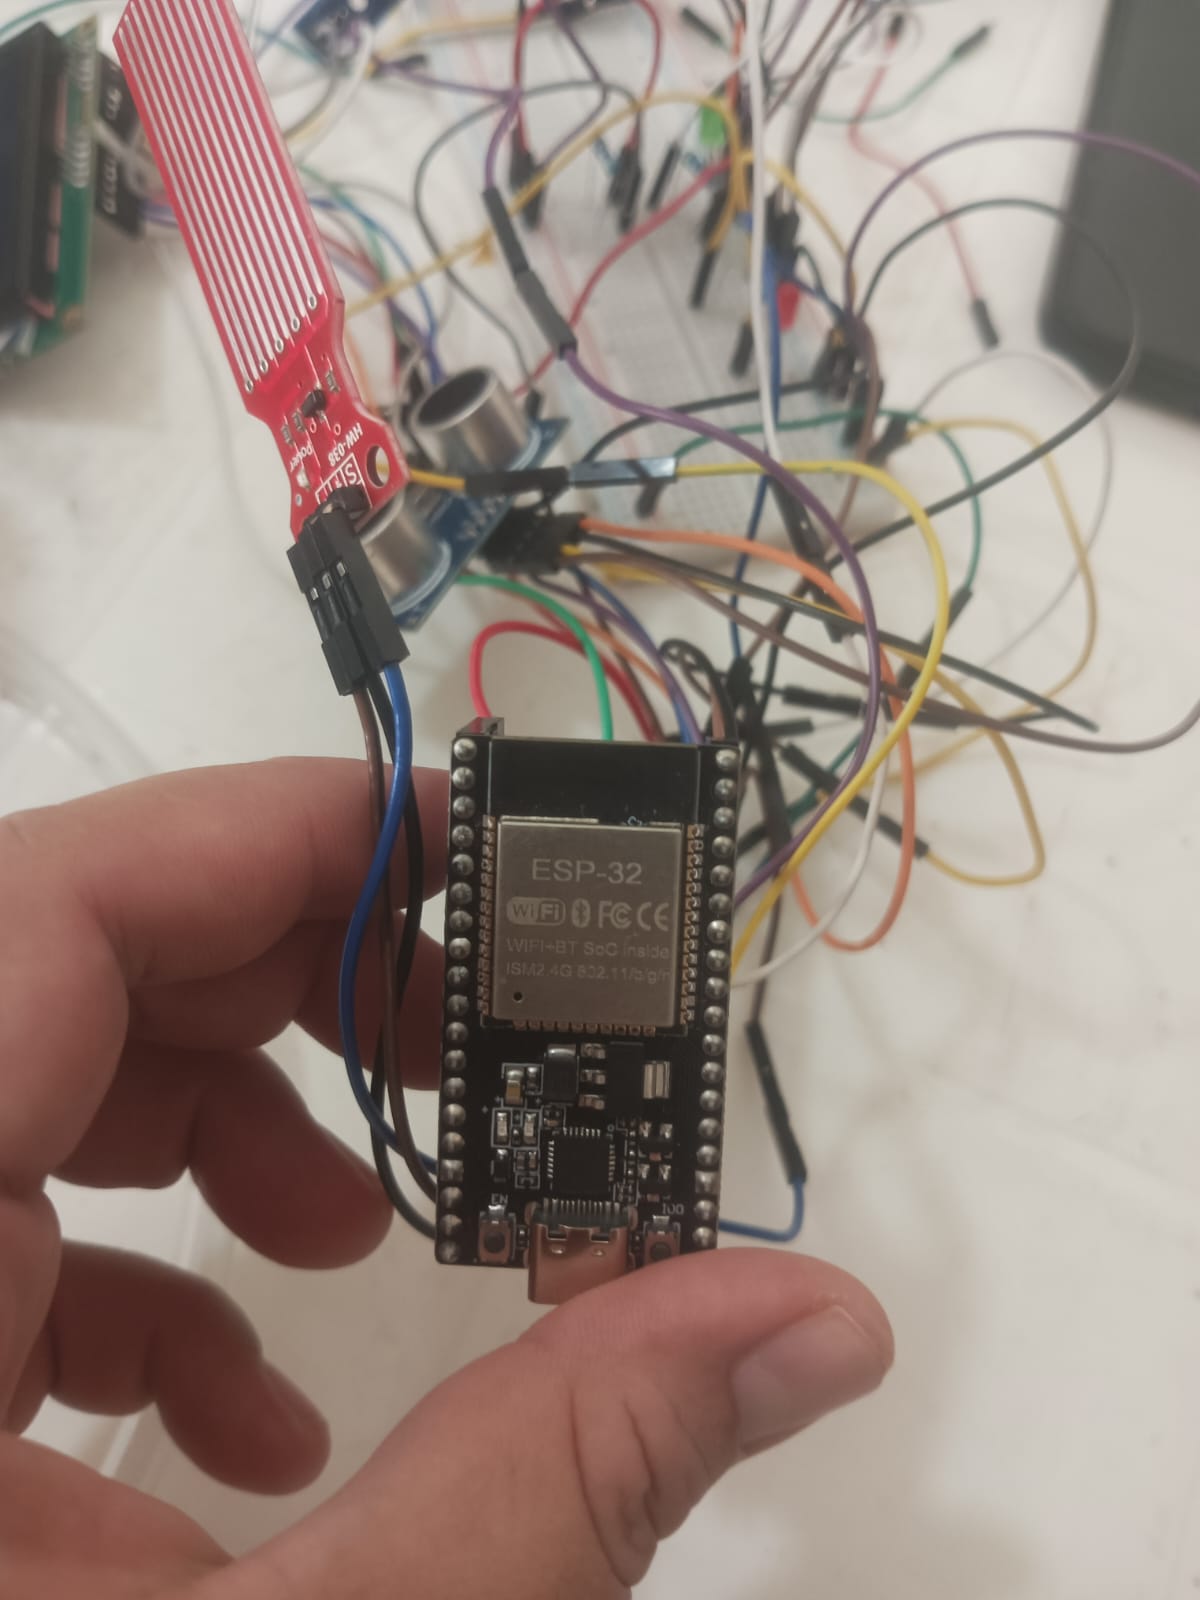 Power
HW-038
S
ESP-32
WiFi FC CE
WIFI+BT SoC inside
ISM2.4G 802.11/b/g/n
EN
IO0